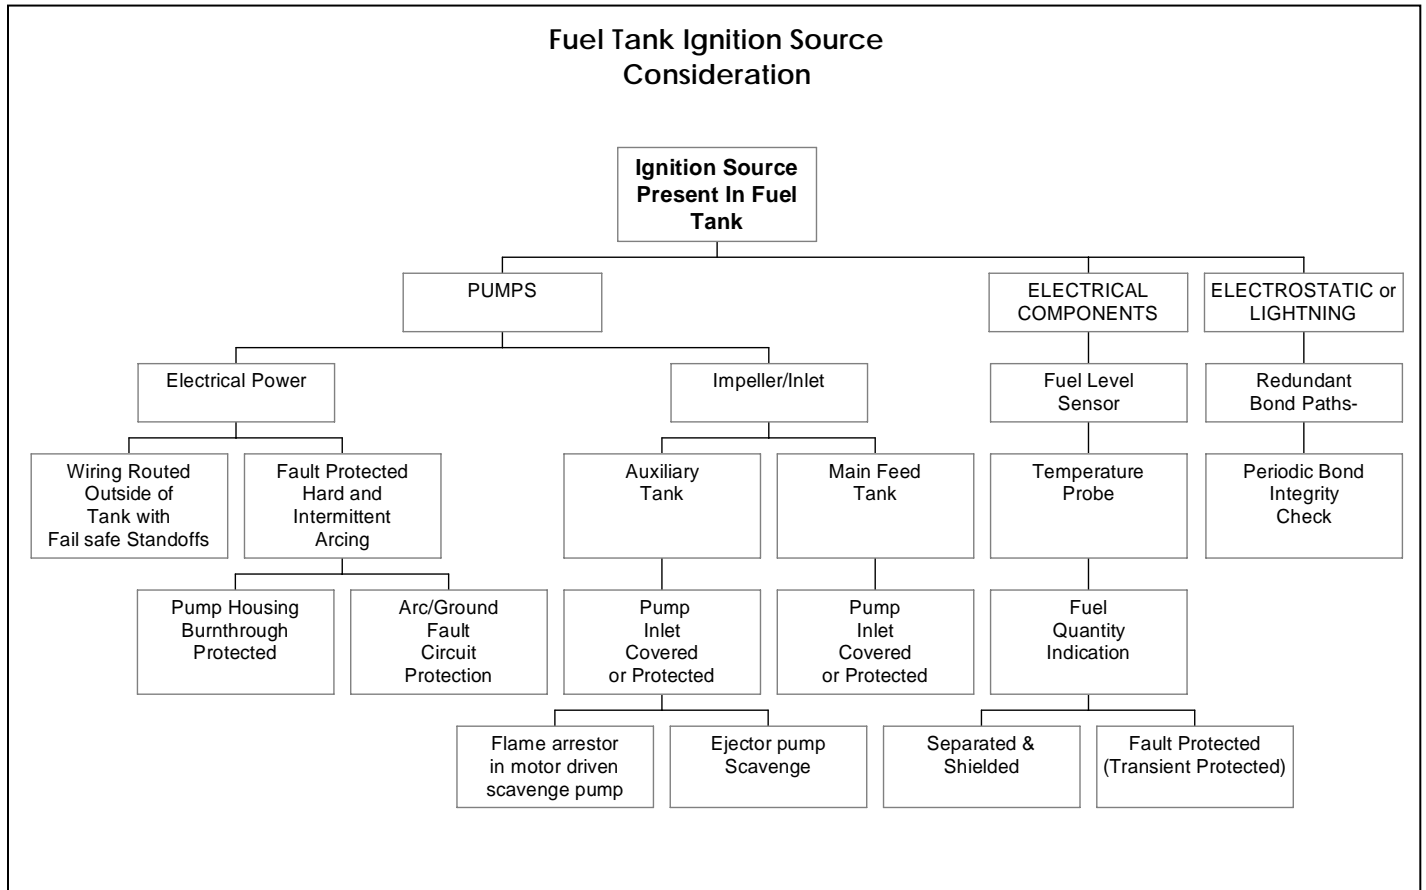 Fuel Tank Ignition Source
Consideration
Ignition Source
Present In Fuel
Tank
PUMPS
ELECTRICAL
COMPONENTS
ELECTROSTATIC or
LIGHTNING
Electrical Power
Impeller/Inlet
Fuel Level
Sensor
Redundant
Bond Paths-
Wiring Routed
Outside of
Tank with
Fail safe Standoffs
Fault Protected
Hard and
Intermittent
Arcing
Auxiliary
Tank
Main Feed
Tank
Temperature
Probe
Periodic Bond
Integrity
Check
Pump Housing
Burnthrough
Protected
Arc/Ground
Fault
Circuit
Protection
Pump
Inlet
Covered
or Protected
Pump
Inlet
Covered
or Protected
Fuel
Quantity
Indication
Flame arrestor
in motor driven
scavenge pump
Ejector pump
Scavenge
Separated &
Shielded
Fault Protected
(Transient Protected)